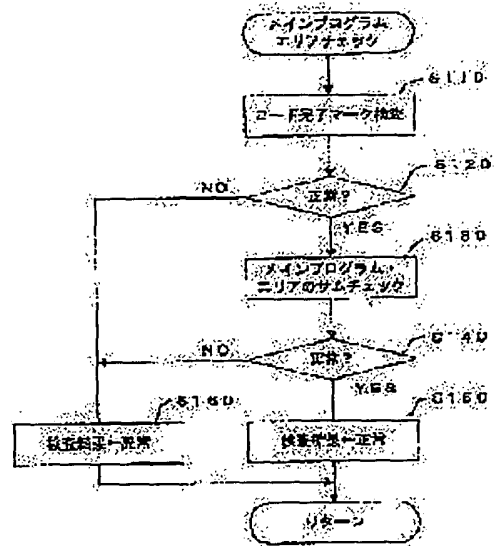 メインプログラム
エリアチェック
S110
ロード完了マーク検査
S120
正常?
NO
YES
S130
メインプログラム・
エリアのサムチェック
S140
正常?
NO
YES
S160
S150
検査結果←異常
検査結果←正常
リターン